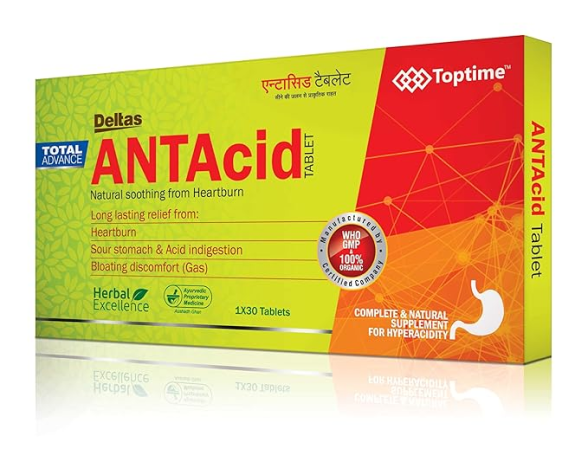 एन्टासिड टैबलेट
सीने की जलन से प्राकृतिक राहत
Toptime™
Deltas
TOTAL
ADVANCE
ANTAcid
TABLET
Natural soothing from Heartburn
Long lasting relief from:
Heartburn
Sour stomach & Acid indigestion
Bloating discomfort (Gas)
Manufactured by
WHO
GMP
&
100%
ORGANIC
Certified Company
Herbal
Excellence
Ayurvedic
Proprietary
Medicine
1X30 Tablets
COMPLETE & NATURAL
SUPPLEMENT
FOR HYPERACIDITY
ANTAcid Tablet